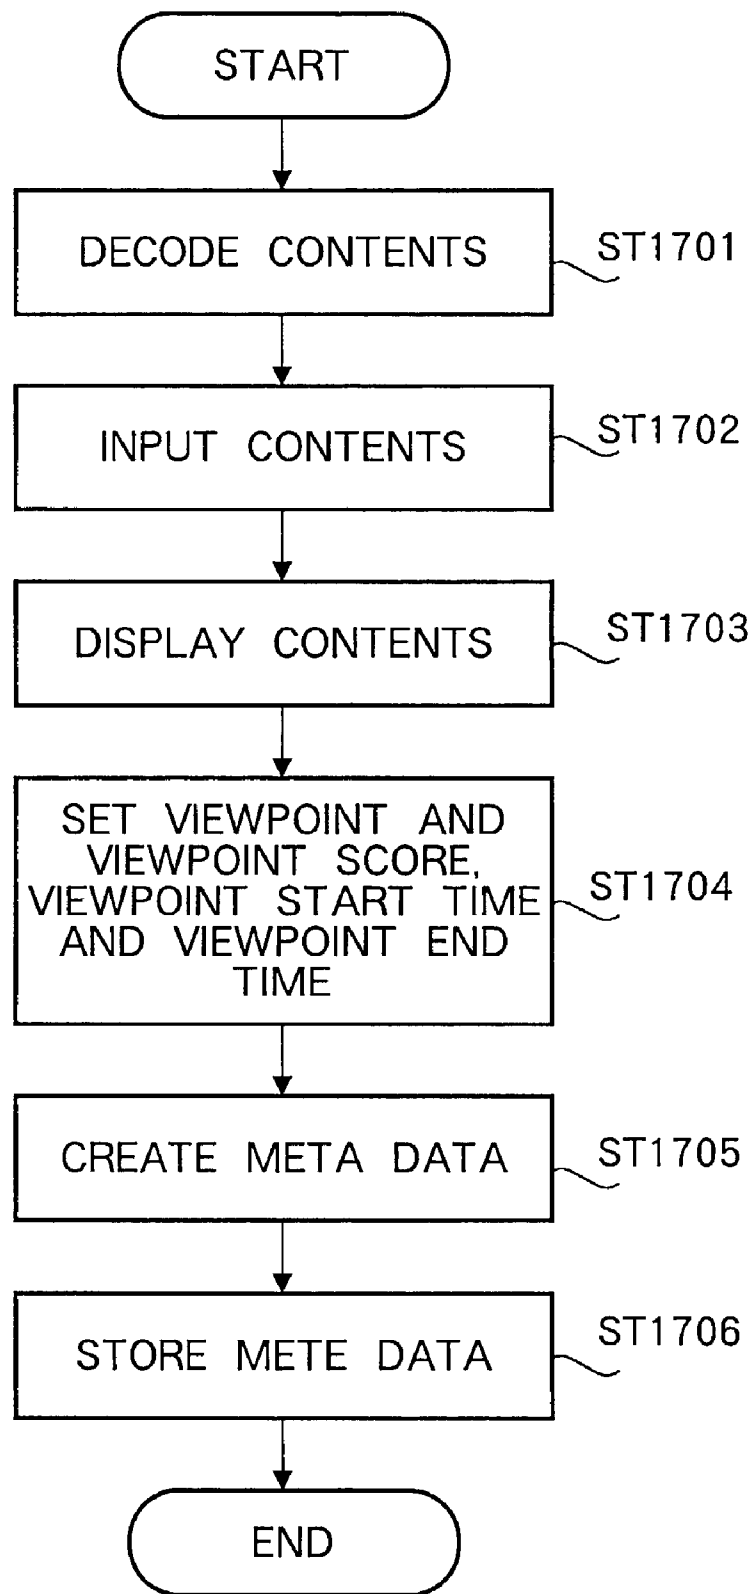 START
DECODE CONTENTS
ST1701
INPUT CONTENTS
ST1702
DISPLAY CONTENTS
ST1703
SET VIEWPOINT AND
VIEWPOINT SCORE,
VIEWPOINT START TIME
AND VIEWPOINT END
TIME
ST1704
CREATE META DATA
ST1705
STORE METE DATA
ST1706
END